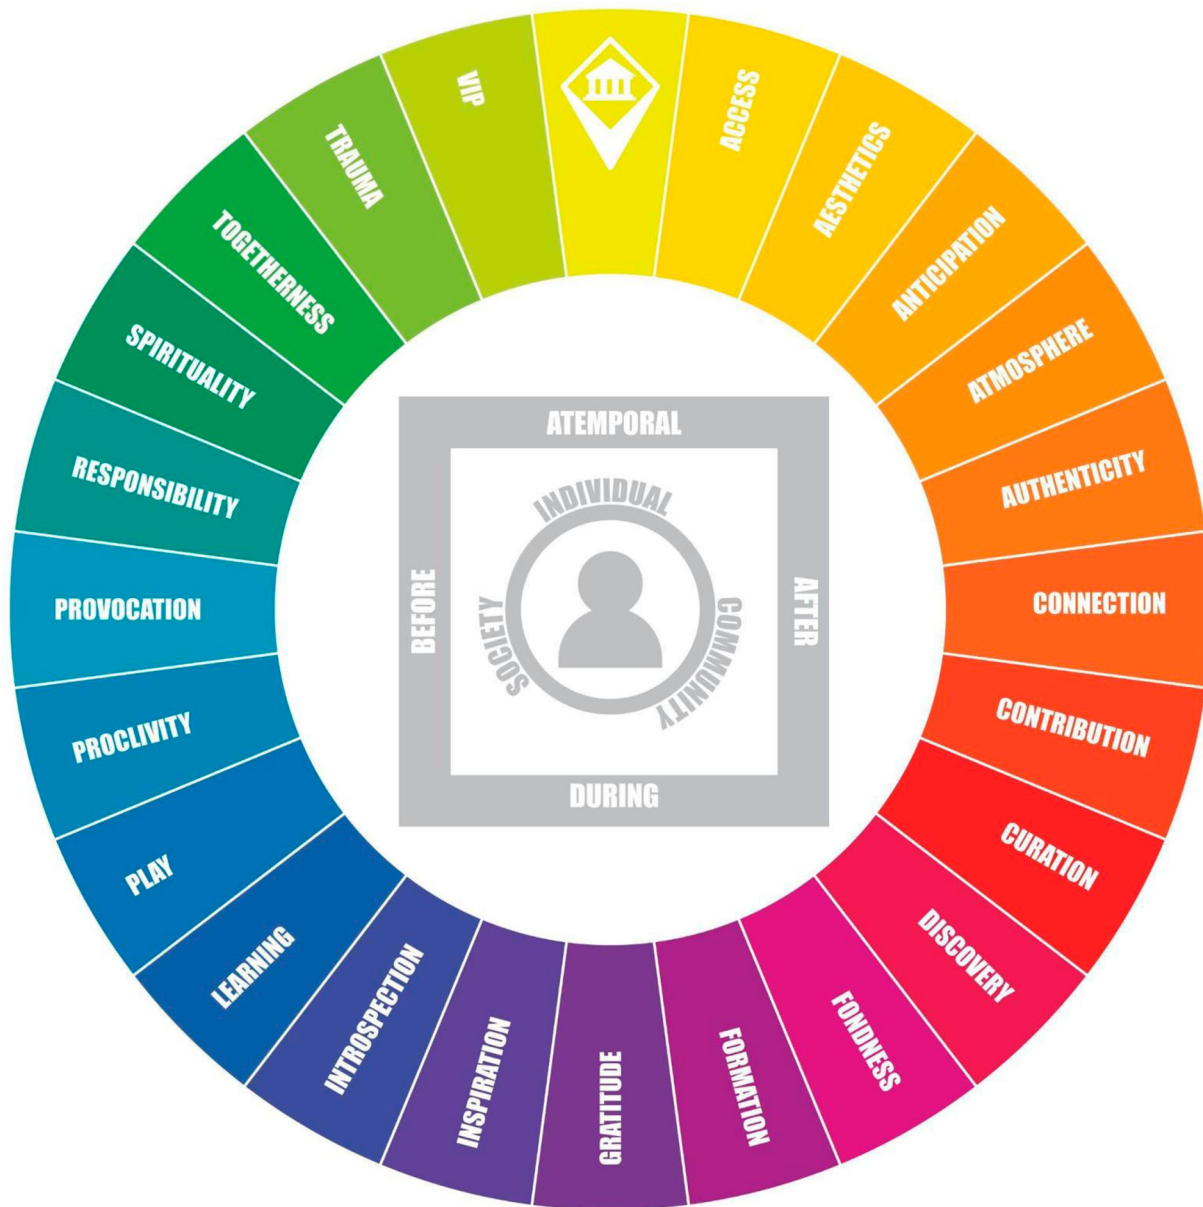 ACCESS
AESTHETICS
ANTICIPATION
ATMOSPHERE
AUTHENTICITY
CONNECTION
CONTRIBUTION
CURATION
DISCOVERY
FONDNESS
FORMATION
GRATITUDE
INSPIRATION
INTROSPECTION
LEARNING
PLAY
PROCLIVITY
PROVOCATION
RESPONSIBILITY
SPIRITUALITY
TOGETHERNESS
TRAUMA
VIP
ATEMPORAL
AFTER
DURING
BEFORE
INDIVIDUAL
COMMUNITY
SOCIETY